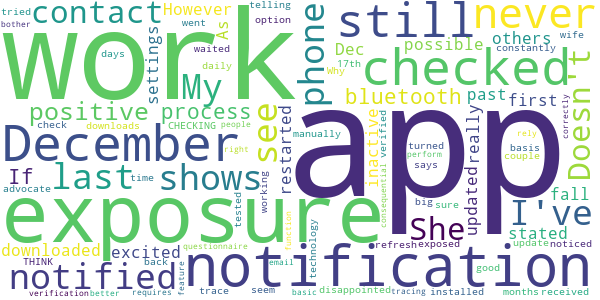 tried contact However telling never
bother As went option
work phone still
days settings Dec possible others
waited 17th constantly wife
My daily Why checked
positive process see bluetooth past first
check downloads CHECKING people restarted manually inactive verified rely correctly Doesn't
December app
right turned perform basis
If last shows updated really says couple
advocate time working consequential
exposure tested She big sure I've
stated fall
downloaded excited function technology refresh exposed update noticed
THINK back questionnaire
notified notification
feature email trace seem disappointed good
verification better requires basic tracing installed months received